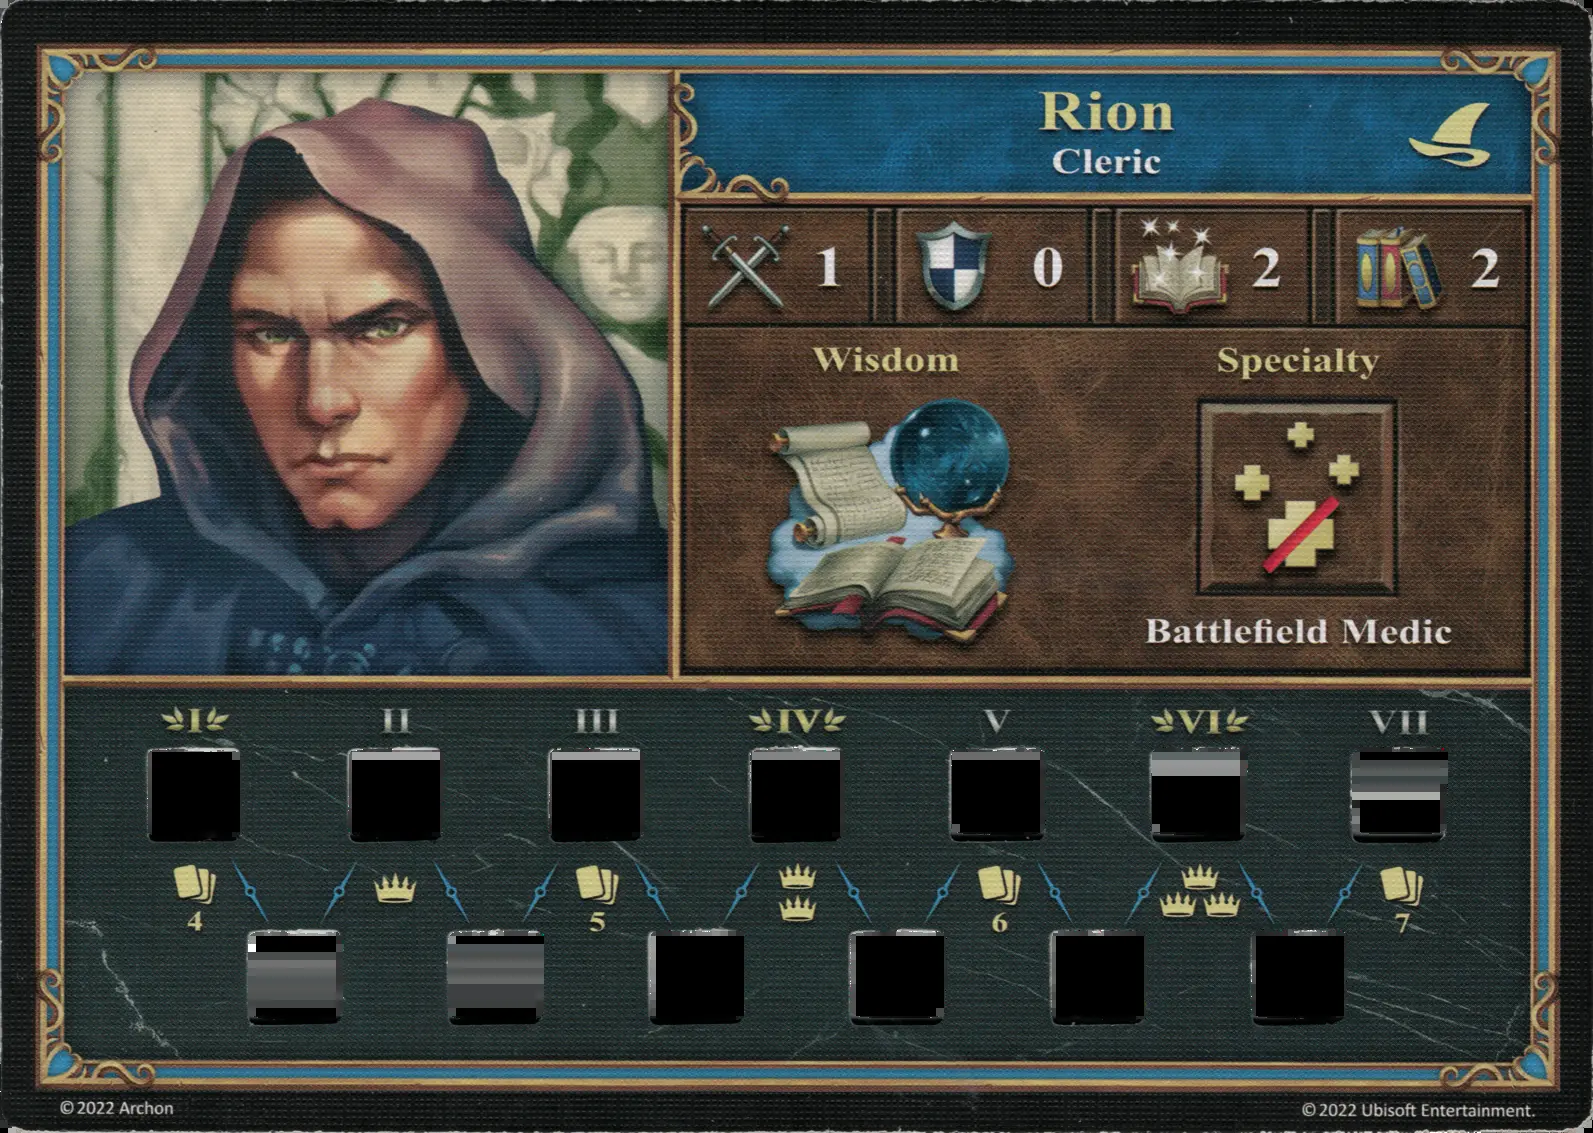 Rion
Cleric
1 0 2 2
Wisdom Specialty
Battlefield Medic
I II III IV V VI VII
4 5 6 7
© 2022 Archon © 2022 Ubisoft Entertainment.